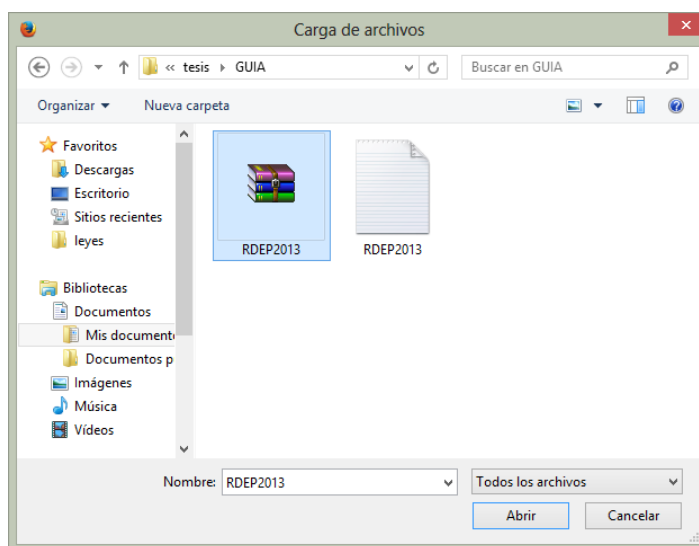 Carga de archivos
« tesis GUIA
Buscar en GUIA
Organizar Nueva carpeta
Favoritos
Descargas
Escritorio
Sitios recientes
leyes
Bibliotecas
Documentos
Mis document
Documentos p
Imágenes
Música
Vídeos
RDEP2013 RDEP2013
Nombre: RDEP2013 Todos los archivos
Abrir Cancelar